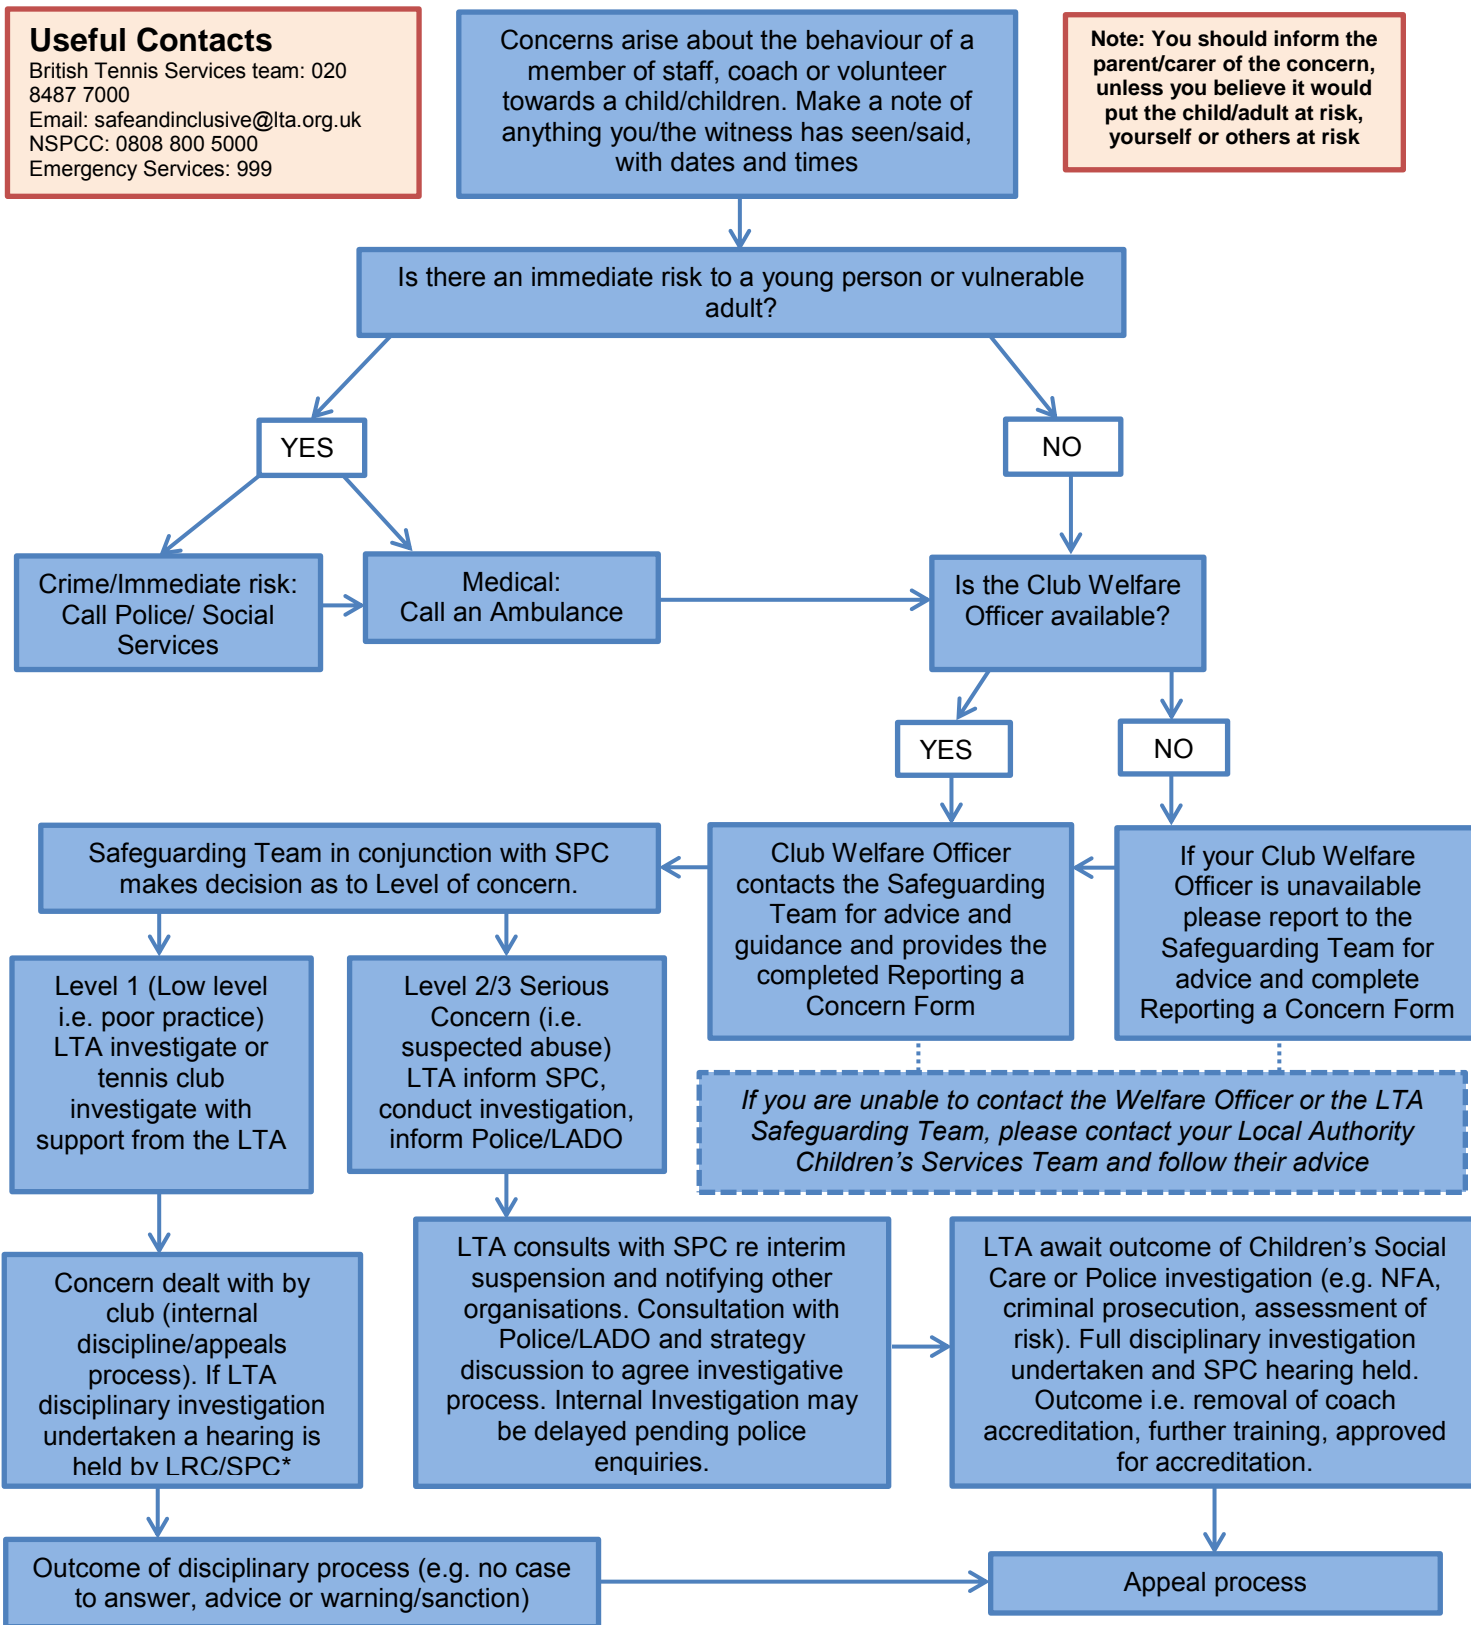 Useful Contacts
British Tennis Services team: 020
8487 7000
Email: safeandinclusive@lta.org.uk
NSPCC: 0808 800 5000
Emergency Services: 999
Concerns arise about the behaviour of a
member of staff, coach or volunteer
towards a child/children. Make a note of
anything you/the witness has seen/said,
with dates and times
Note: You should inform the
parent/carer of the concern,
unless you believe it would
put the child/adult at risk,
yourself or others at risk
Is there an immediate risk to a young person or vulnerable
adult?
YES
NO
Crime/Immediate risk:
Call Police/ Social
Services
Medical:
Call an Ambulance
Is the Club Welfare
Officer available?
YES
NO
Safeguarding Team in conjunction with SPC
makes decision as to Level of concern.
Club Welfare Officer
contacts the Safeguarding
Team for advice and
guidance and provides the
completed Reporting a
Concern Form
If your Club Welfare
Officer is unavailable
please report to the
Safeguarding Team for
advice and complete
Reporting a Concern Form
Level 1 (Low level
i.e. poor practice)
LTA investigate or
tennis club
investigate with
support from the LTA
Level 2/3 Serious
Concern (i.e.
suspected abuse)
LTA inform SPC,
conduct investigation,
inform Police/LADO
If you are unable to contact the Welfare Officer or the LTA
Safeguarding Team, please contact your Local Authority
Children’s Services Team and follow their advice
Concern dealt with by
club (internal
discipline/appeals
process). If LTA
disciplinary investigation
undertaken a hearing is
held by LRC/SPC*
LTA consults with SPC re interim
suspension and notifying other
organisations. Consultation with
Police/LADO and strategy
discussion to agree investigative
process. Internal Investigation may
be delayed pending police
enquiries.
LTA await outcome of Children’s Social
Care or Police investigation (e.g. NFA,
criminal prosecution, assessment of
risk). Full disciplinary investigation
undertaken and SPC hearing held.
Outcome i.e. removal of coach
accreditation, further training, approved
for accreditation.
Outcome of disciplinary process (e.g. no case
to answer, advice or warning/sanction)
Appeal process